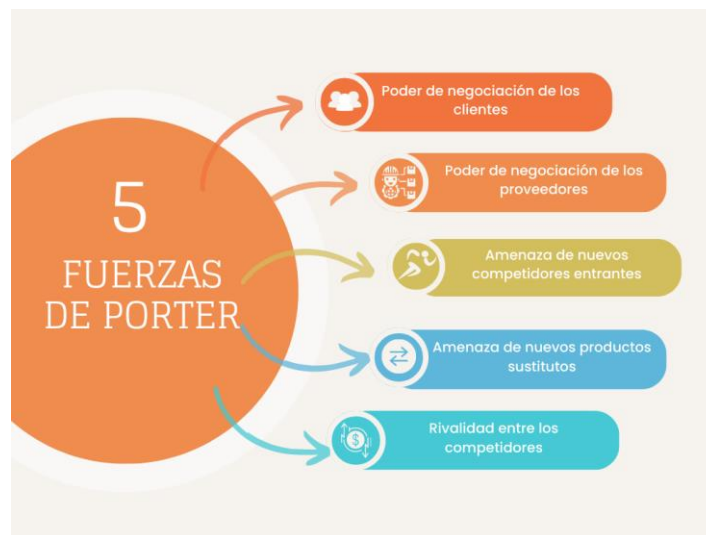 5
FUERZAS
DE PORTER
Poder de negociación de los
clientes
Poder de negociación de los
proveedores
Amenaza de nuevos
competidores entrantes
Amenaza de nuevos productos
sustitutos
Rivalidad entre los
competidores